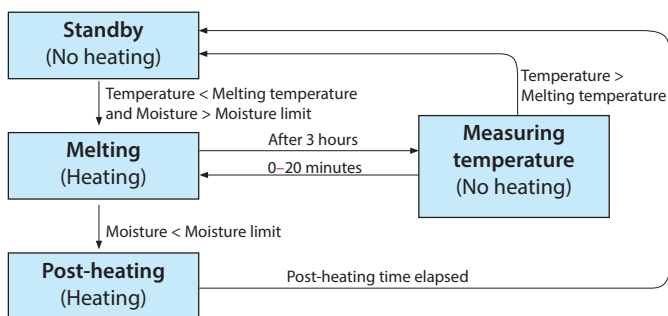 Standby
(No heating)
Temperature >
Melting temperature
Temperature < Melting temperature
and Moisture > Moisture limit
Melting
(Heating)
After 3 hours
0–20 minutes
Measuring
temperature
(No heating)
Moisture < Moisture limit
Post-heating
(Heating)
Post-heating time elapsed